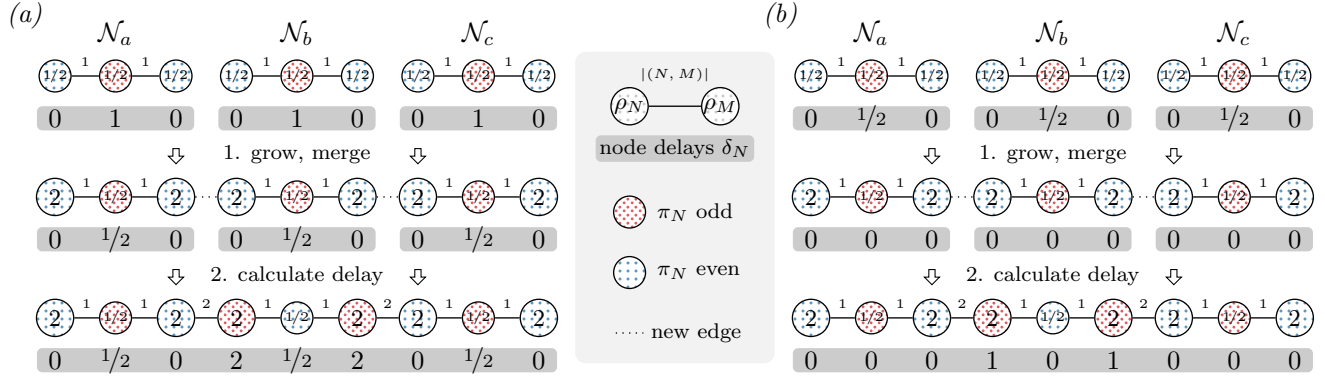 (a)
𝒩a 𝒩b 𝒩c
1 1 1 1 1 1
1/2 1/2 1/2 1/2 1/2 1/2 1/2 1/2 1/2
0 1 0 0 1 0 0 1 0
1. grow, merge
1 1 1 1 1 1
2 1/2 2 2 1/2 2 2 1/2 2
0 1/2 0 0 1/2 0 0 1/2 0
2. calculate delay
1 1 2 1 1 2 1 1
2 1/2 2 2 1/2 2 2 1/2 2
0 1/2 0 2 1/2 2 0 1/2 0
|(N, M)|
ρN ρM
node delays δN
πN odd
πN even
new edge
(b)
𝒩a 𝒩b 𝒩c
1 1 1 1 1 1
1/2 1/2 1/2 1/2 1/2 1/2 1/2 1/2 1/2
0 1/2 0 0 1/2 0 0 1/2 0
1. grow, merge
1 1 1 1 1 1
2 1/2 2 2 1/2 2 2 1/2 2
0 0 0 0 0 0 0 0 0
2. calculate delay
1 1 2 1 1 2 1 1
2 1/2 2 2 1/2 2 2 1/2 2
0 0 0 1 0 1 0 0 0